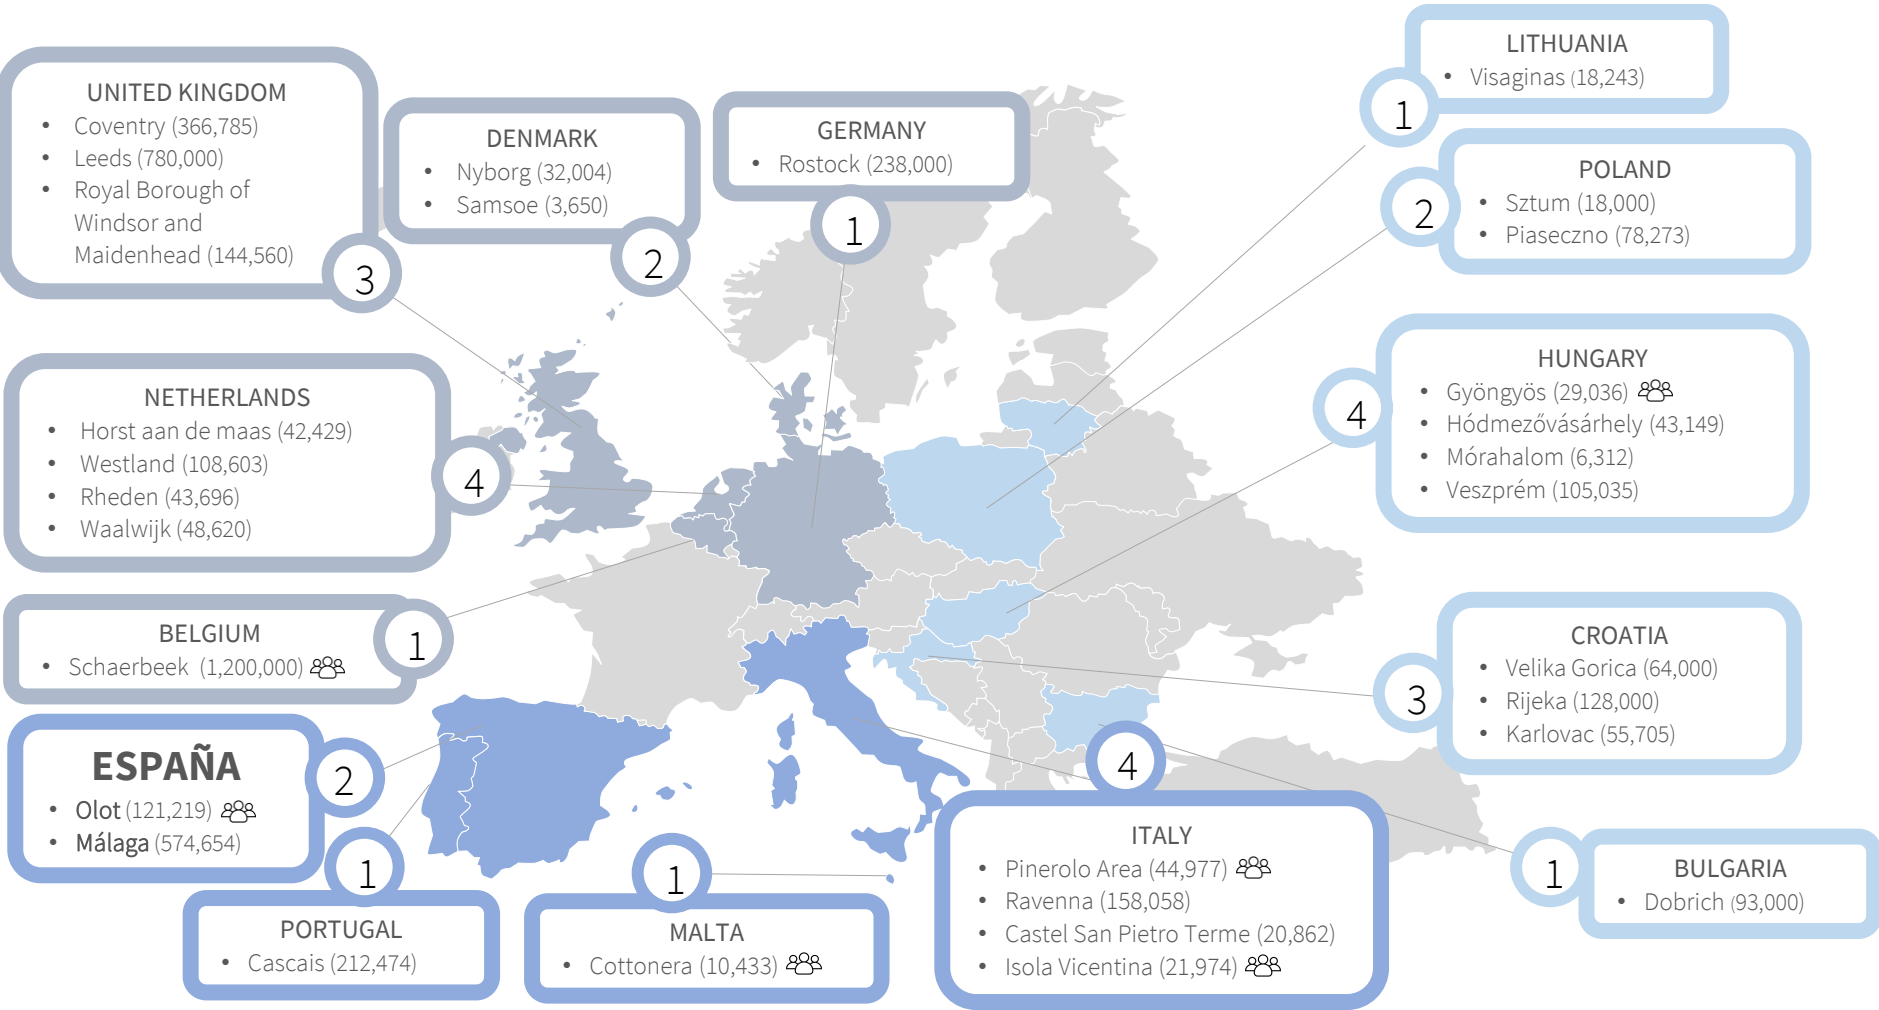 UNITED KINGDOM
• Coventry (366,785)
• Leeds (780,000)
• Royal Borough of
Windsor and
Maidenhead (144,560)
3
DENMARK
• Nyborg (32,004)
• Samsoe (3,650)
2
GERMANY
• Rostock (238,000)
1
LITHUANIA
• Visaginas (18,243)
1
POLAND
• Sztum (18,000)
• Piaseczno (78,273)
2
NETHERLANDS
• Horst aan de maas (42,429)
• Westland (108,603)
• Rheden (43,696)
• Waalwijk (48,620)
4
HUNGARY
• Gyöngyös (29,036)
• Hódmezővásárhely (43,149)
• Mórahalom (6,312)
• Veszprém (105,035)
4
BELGIUM
• Schaerbeek (1,200,000)
1
CROATIA
• Velika Gorica (64,000)
• Rijeka (128,000)
• Karlovac (55,705)
3
ESPAÑA
• Olot (121,219)
• Málaga (574,654)
2
PORTUGAL
• Cascais (212,474)
1
MALTA
• Cottonera (10,433)
1
ITALY
• Pinerolo Area (44,977)
• Ravenna (158,058)
• Castel San Pietro Terme (20,862)
• Isola Vicentina (21,974)
4
BULGARIA
• Dobrich (93,000)
1